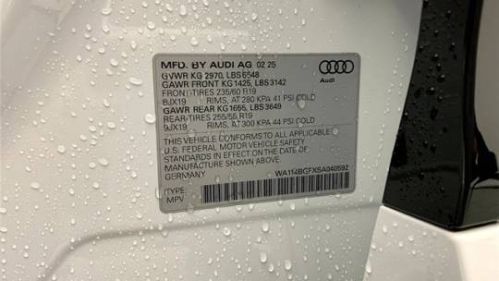 MFD. BY AUDI AG 02 25
GVWR KG 2970, LBS 6548
GAWR FRONT KG 1425, LBS 3142
FRONT-TIRES 235/60 R19
8JX19 RIMS, AT 280 KPA 41 PSI COLD
GAWR REAR KG 1655, LBS 3649
REAR-TIRES 255/55 R19
9JX19 RIMS, AT 300 KPA 44 PSI COLD
THIS VEHICLE CONFORMS TO ALL APPLICABLE
U.S. FEDERAL MOTOR VEHICLE SAFETY
STANDARDS IN EFFECT ON THE DATE OF
MANUFACTURE SHOWN ABOVE.
GERMANY
WA114BGFXSA040592
TYPE:
MPV
Audi